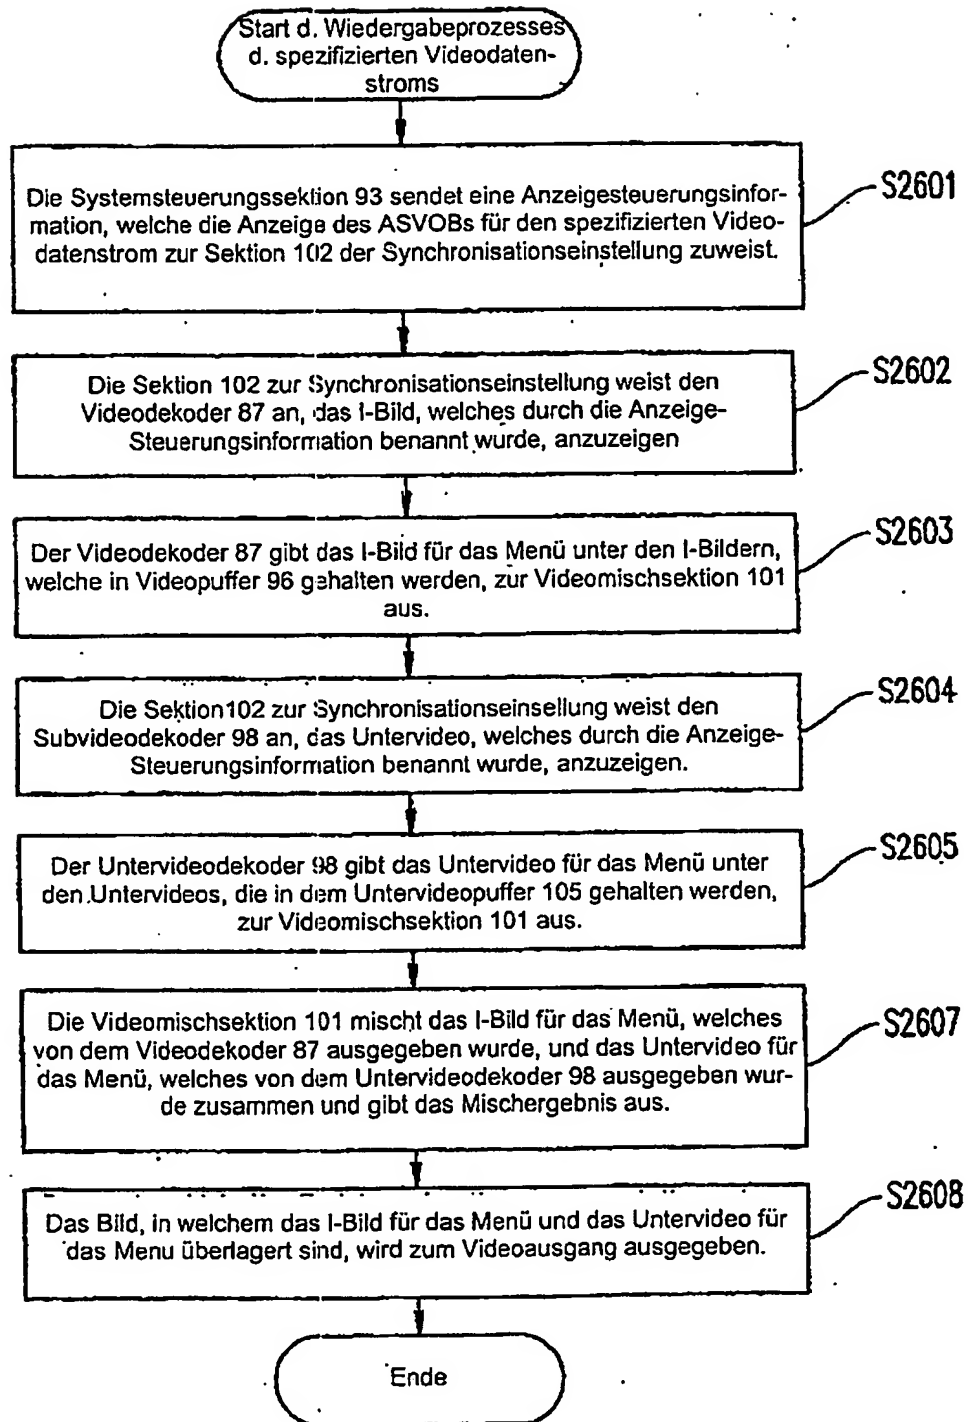 Start d. Wiedergabeprozesses
d. spezifizierten Videodaten-
stroms
Die Systemsteuerungssektion 93 sendet eine Anzeigesteuerungsinfor-
mation, welche die Anzeige des ASVOBs für den spezifizierten Video-
datenstrom zur Sektion 102 der Synchronisationseinstellung zuweist.
S2601
Die Sektion 102 zur Synchronisationseinstellung weist den
Videodekoder 87 an, das I-Bild, welches durch die Anzeige-
Steuerungsinformation benannt wurde, anzuzeigen
S2602
Der Videodekoder 87 gibt das I-Bild für das Menü unter den I-Bildern,
welche in Videopuffer 96 gehalten werden, zur Videomischsektion 101
aus.
S2603
Die Sektion102 zur Synchronisationseinsellung weist den
Subvideodekoder 98 an, das Untervideo, welches durch die Anzeige-
Steuerungsinformation benannt wurde, anzuzeigen.
S2604
Der Untervideodekoder 98 gibt das Untervideo für das Menü unter
den Untervideos, die in dem Untervideopuffer 105 gehalten werden,
zur Videomischsektion 101 aus.
S2605
Die Videomischsektion 101 mischt das I-Bild für das Menü, welches
von dem Videodekoder 87 ausgegeben wurde, und das Untervideo für
das Menü, welches von dem Untervideodekoder 98 ausgegeben wur-
de zusammen und gibt das Mischergebnis aus.
S2607
Das Bild, in welchem das I-Bild für das Menü und das Untervideo für
das Menu überlagert sind, wird zum Videoausgang ausgegeben.
S2608
Ende